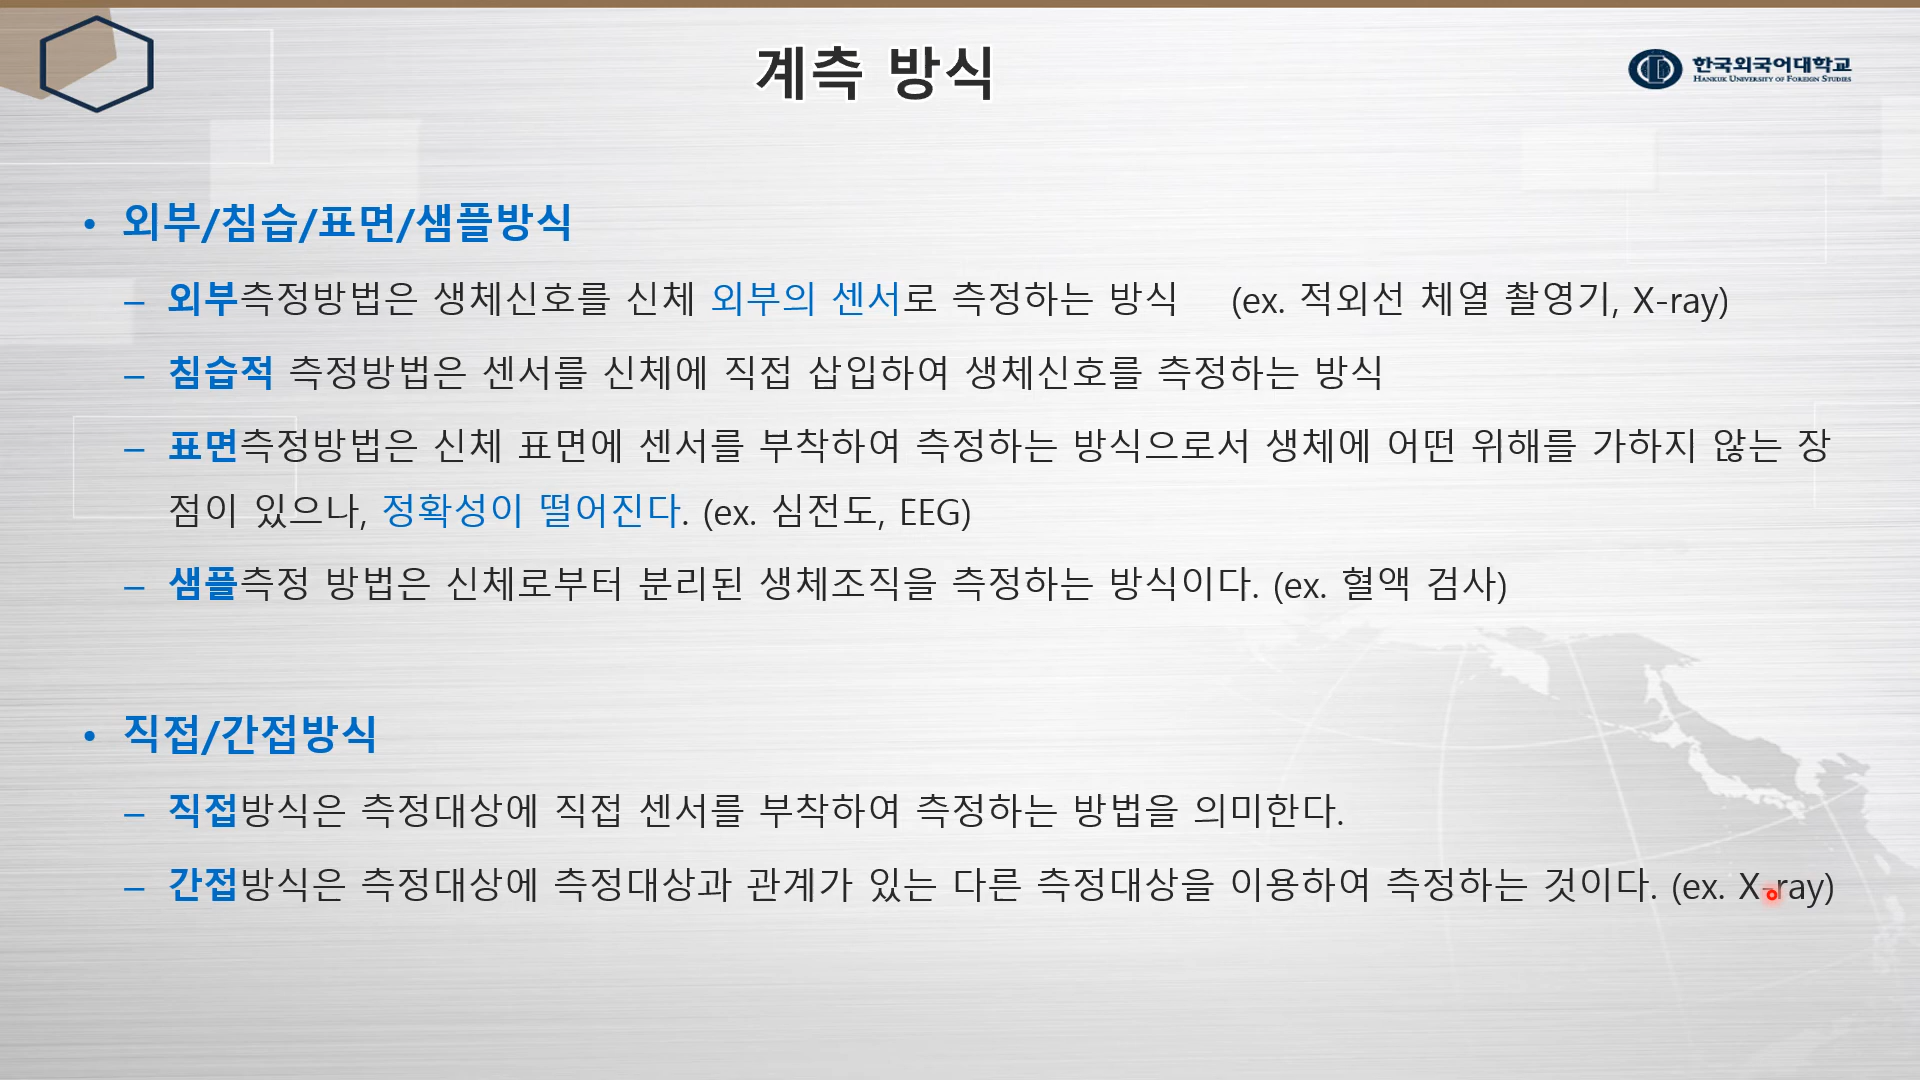 계측 방식
한국외국어대학교
HANKUK UNIVERSITY OF FOREIGN STUDIES
• 외부/침습/표면/샘플방식
– 외부측정방법은 생체신호를 신체 외부의 센서로 측정하는 방식 (ex. 적외선 체열 촬영기, X-ray)
– 침습적 측정방법은 센서를 신체에 직접 삽입하여 생체신호를 측정하는 방식
– 표면측정방법은 신체 표면에 센서를 부착하여 측정하는 방식으로서 생체에 어떤 위해를 가하지 않는 장
점이 있으나, 정확성이 떨어진다. (ex. 심전도, EEG)
– 샘플측정 방법은 신체로부터 분리된 생체조직을 측정하는 방식이다. (ex. 혈액 검사)
• 직접/간접방식
– 직접방식은 측정대상에 직접 센서를 부착하여 측정하는 방법을 의미한다.
– 간접방식은 측정대상에 측정대상과 관계가 있는 다른 측정대상을 이용하여 측정하는 것이다. (ex. X-ray)